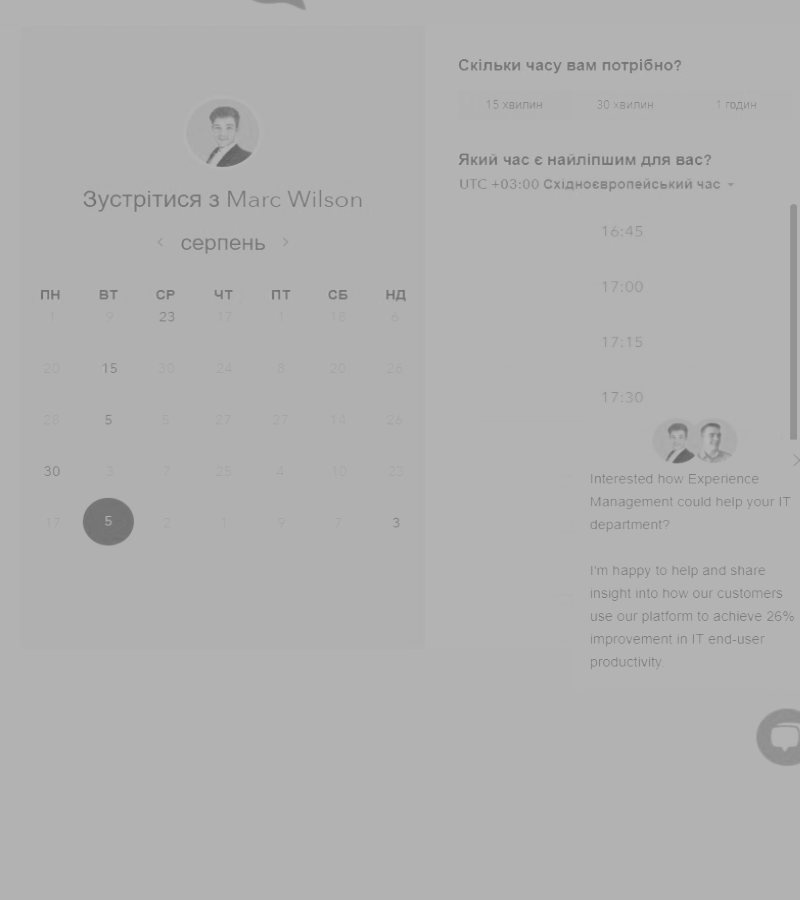 Зустрітися з Marc Wilson
серпень
ПН ВТ СР ЧТ ПТ СБ НД
1 9 23 17 1 18 6
20 15 30 24 8 20 26
28 5 5 27 27 14 26
30 3 7 25 4 10 23
17 5 2 1 9 7 3
Скільки часу вам потрібно?
15 хвилин 30 хвилин 1 годин
Який час є найліпшим для вас?
UTC +03:00 Східноєвропейський час
16:45
17:00
17:15
17:30
Interested how Experience
Management could help your IT
department?
I'm happy to help and share
insight into how our customers
use our platform to achieve 26%
improvement in IT end-user
productivity.